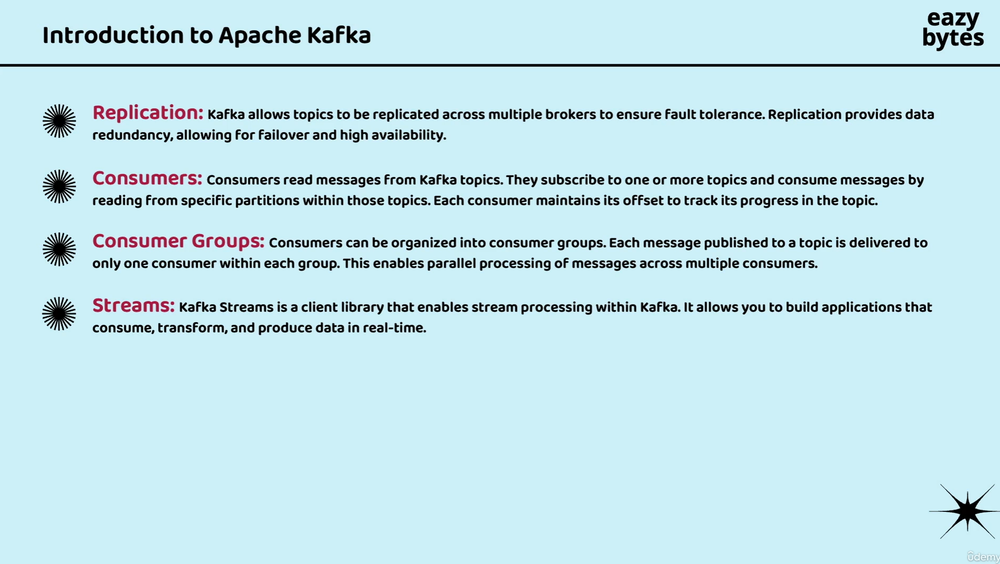 Introduction to Apache Kafka
eazy
bytes
Replication: Kafka allows topics to be replicated across multiple brokers to ensure fault tolerance. Replication provides data
redundancy, allowing for failover and high availability.
Consumers: Consumers read messages from Kafka topics. They subscribe to one or more topics and consume messages by
reading from specific partitions within those topics. Each consumer maintains its offset to track its progress in the topic.
Consumer Groups: Consumers can be organized into consumer groups. Each message published to a topic is delivered to
only one consumer within each group. This enables parallel processing of messages across multiple consumers.
Streams: Kafka Streams is a client library that enables stream processing within Kafka. It allows you to build applications that
consume, transform, and produce data in real-time.
ûdemy